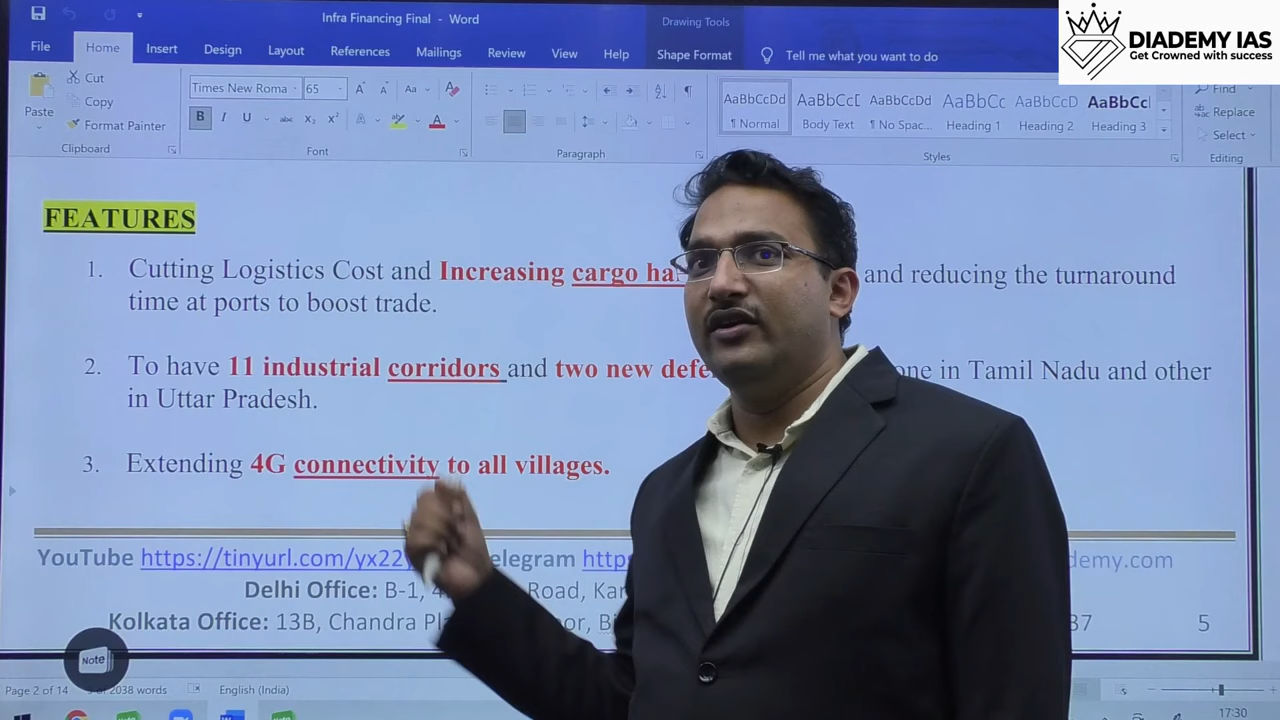 Infra Financing Final - Word
Drawing Tools
DIADEMY IAS
Get Crowned with success
File Home Insert Design Layout References Mailings Review View Help Shape Format Tell me what you want to do
Cut
Copy
Format Painter
Paste
Clipboard
Times New Roma 65
Font
Paragraph
AaBbCcDd AaBbCcD AaBbCcDd AaBbCc AaBbCcD AaBbCc
¶ Normal Body Text ¶ No Spac... Heading 1 Heading 2 Heading 3
Styles
Find
Replace
Select
Editing
FEATURES
1. Cutting Logistics Cost and Increasing cargo and reducing the turnaround
time at ports to boost trade.
2. To have 11 industrial corridors and two new in Tamil Nadu and other
in Uttar Pradesh.
3. Extending 4G connectivity to all villages.
YouTube https://tinyurl.com/yx22
Delhi Office: B-1, Road,
Kolkata Office: 13B, Chandra 5
Note
Page 2 of 14 2038 words English (India)
17:30